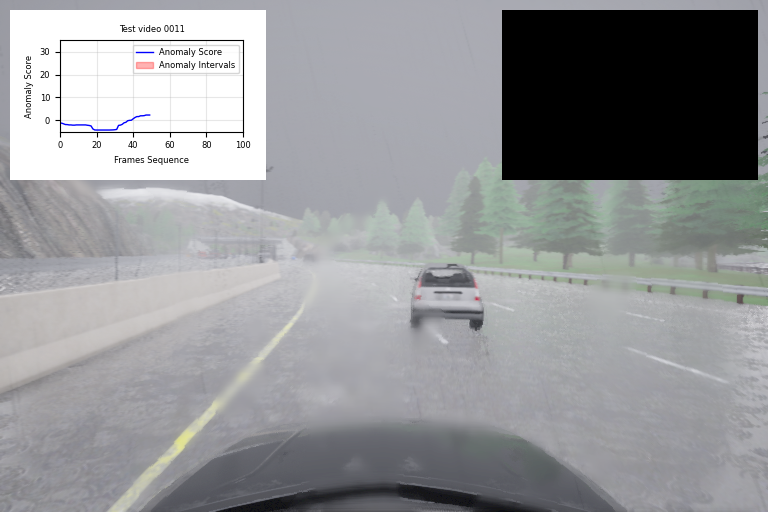 Test video 0011
Anomaly Score
30
20
10
0
Anomaly Score
Anomaly Intervals
0 20 40 60 80 100
Frames Sequence